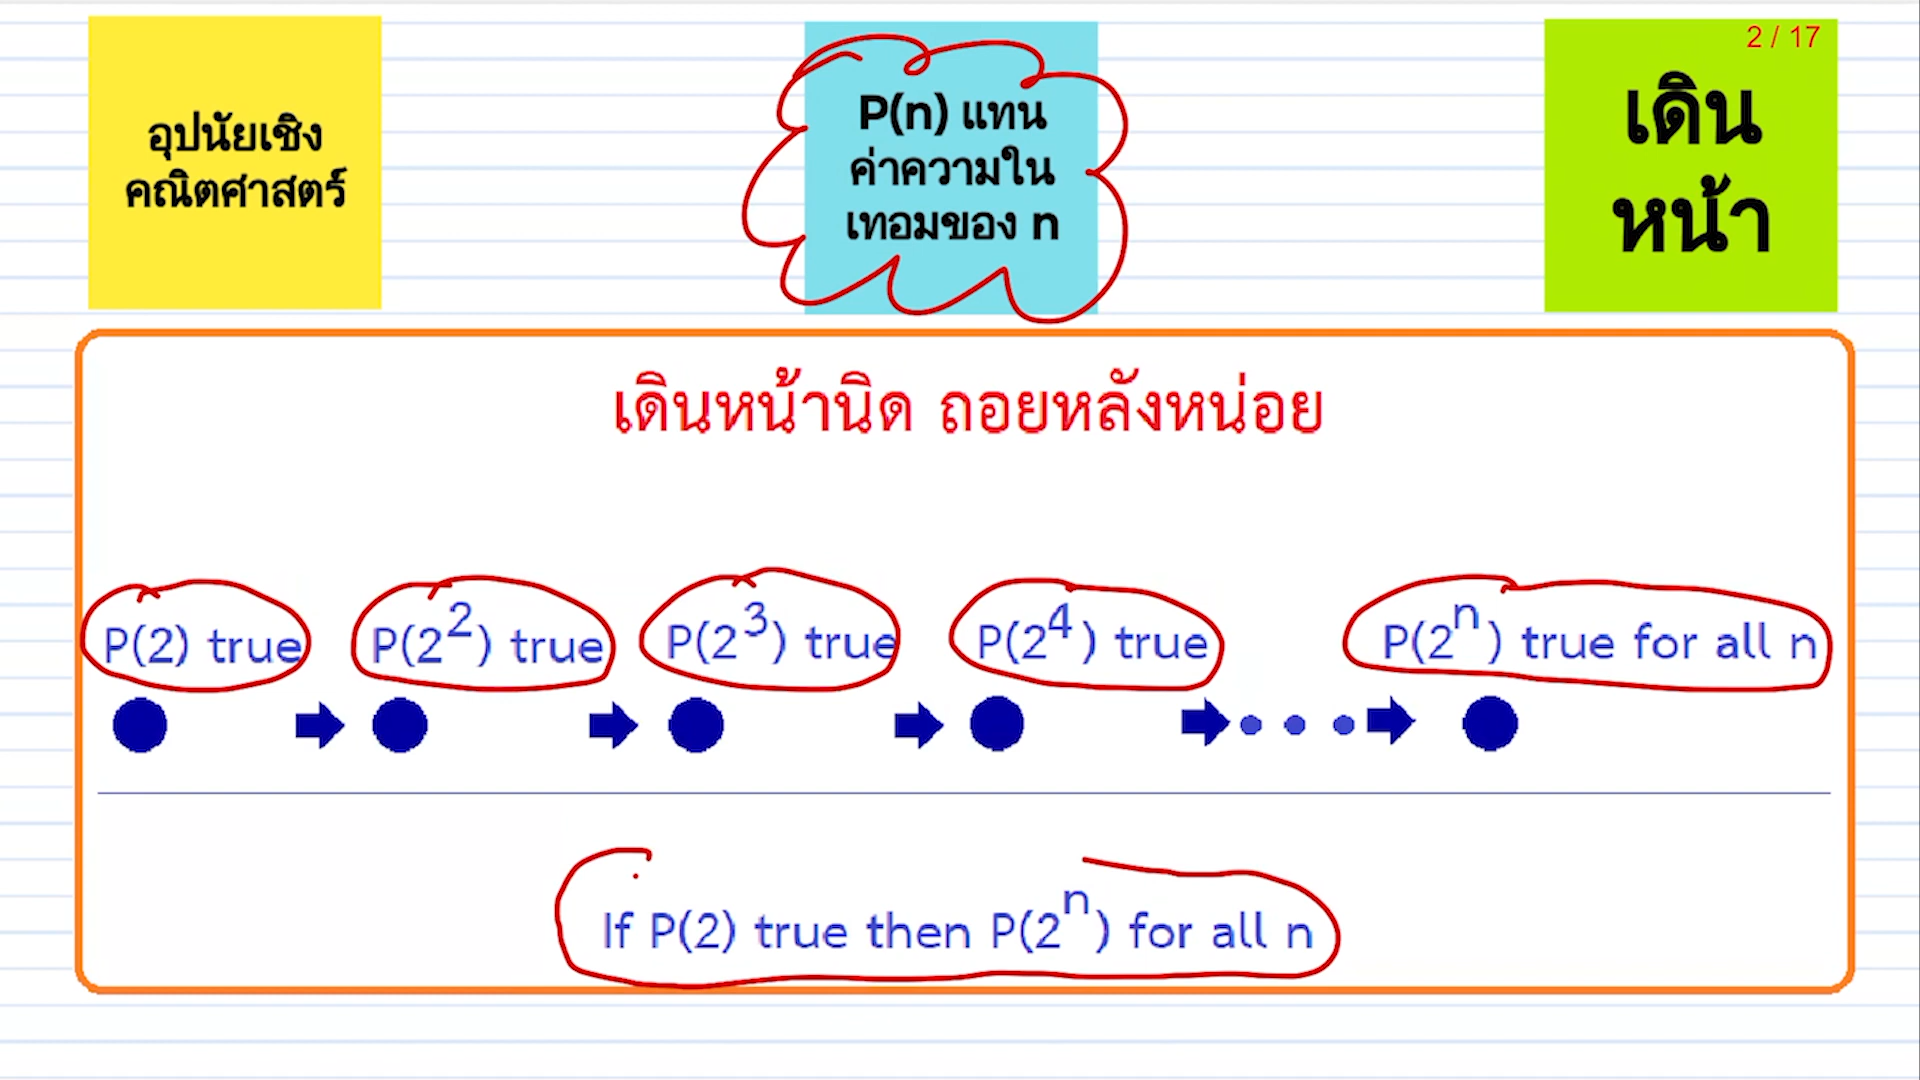 อุปนัยเชิง
คณิตศาสตร์
P(n) แทน
ค่าความใน
เทอมของ n
2 / 17
เดิน
หน้า
เดินหน้านิด ถอยหลังหน่อย
P(2) true
P(2²) true
P(2³) true
P(2⁴) true
P(2ⁿ) true for all n
If P(2) true then P(2ⁿ) for all n